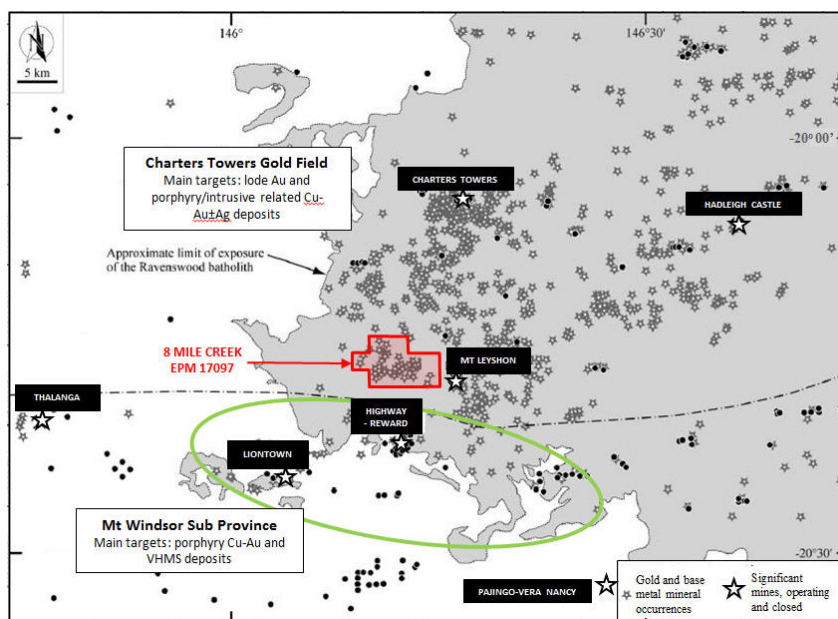 146°
146°30'
N
5 km
-20°00'
Charters Towers Gold Field
Main targets: lode Au and
porphyry/intrusive related Cu-
Au±Ag deposits
CHARTERS TOWERS
HADLEIGH CASTLE
Approximate limit of exposure
of the Ravenswood batholith
8 MILE CREEK
EPM 17097
MT LEYSHON
THALANGA
HIGHWAY
- REWARD
LIONTOWN
Mt Windsor Sub Province
Main targets: porphyry Cu-Au and
VHMS deposits
-20°30'
PAJINGO-VERA NANCY
Gold and base
metal mineral
occurrences
Significant
mines, operating
and closed